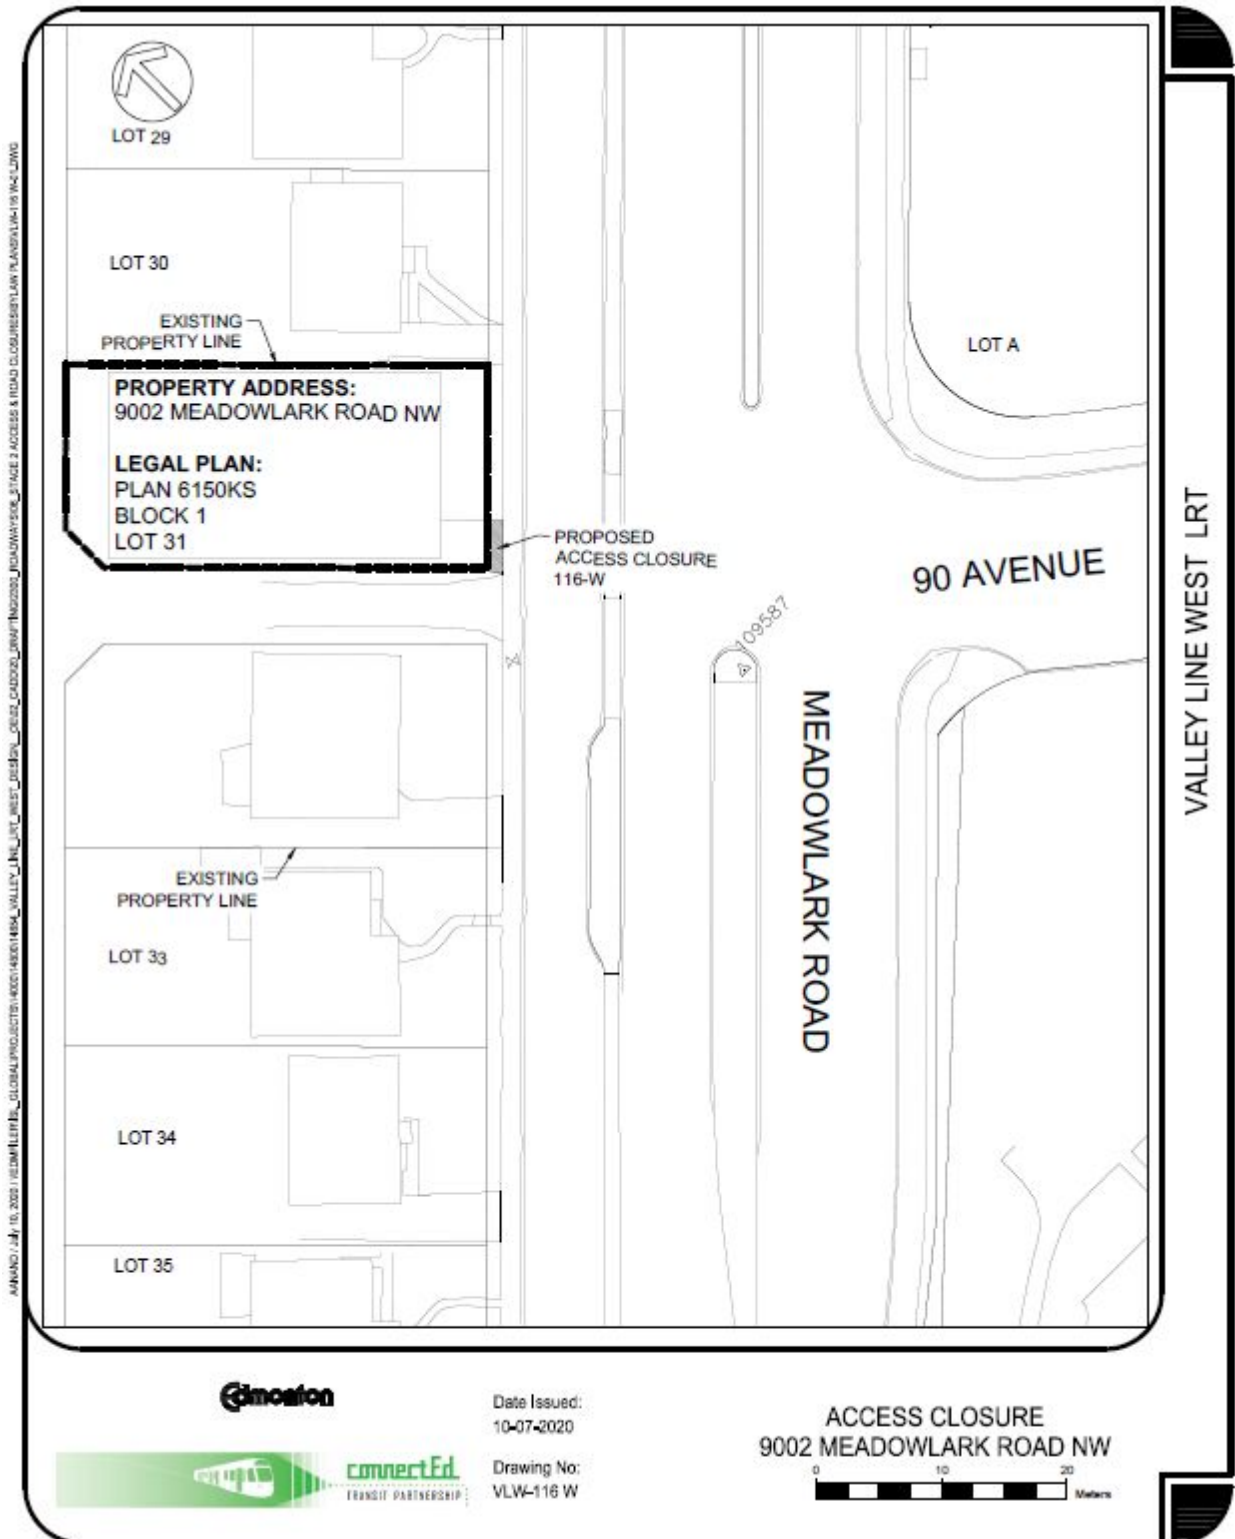 LOT 29
LOT 30
EXISTING
PROPERTY LINE
LOT A
PROPERTY ADDRESS:
9002 MEADOWLARK ROAD NW
LEGAL PLAN:
PLAN 6150KS
BLOCK 1
LOT 31
PROPOSED
ACCESS CLOSURE
116-W
90 AVENUE
109587
MEADOWLARK ROAD
EXISTING
PROPERTY LINE
LOT 33
LOT 34
LOT 35
VALLEY LINE WEST LRT
Edmonton
connectEd
TRANSIT PARTNERSHIP
Date Issued:
10-07-2020
Drawing No:
VLW-116 W
ACCESS CLOSURE
9002 MEADOWLARK ROAD NW
0 10 20
Meters